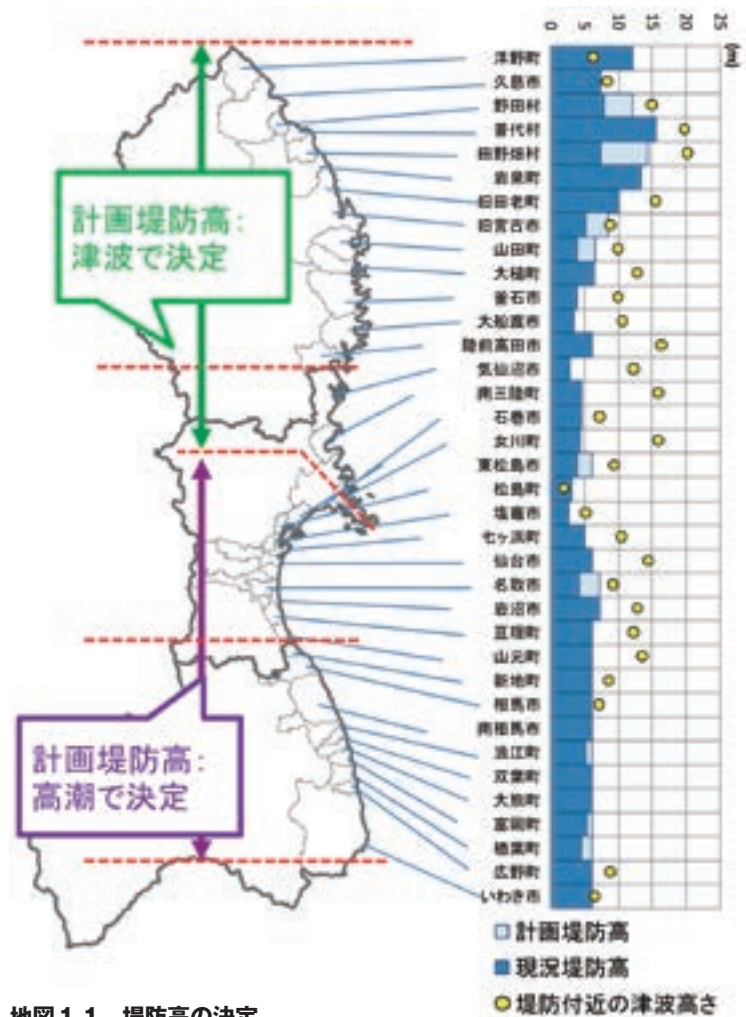 0 5 10 15 20 25
(m)
洋野町
久慈市
野田村
普代村
田野畑村
岩泉町
旧田老町
旧宮古市
山田町
大槌町
釜石市
大船渡市
陸前高田市
気仙沼市
南三陸町
石巻市
女川町
東松島市
松島町
塩竈市
七ヶ浜町
仙台市
名取市
岩沼市
亘理町
山元町
新地町
相馬市
南相馬市
浪江町
双葉町
大熊町
富岡町
楢葉町
広野町
いわき市
計画堤防高:
津波で決定
計画堤防高:
高潮で決定
計画堤防高
現況堤防高
堤防付近の津波高さ
地図1-1 堤防高の決定